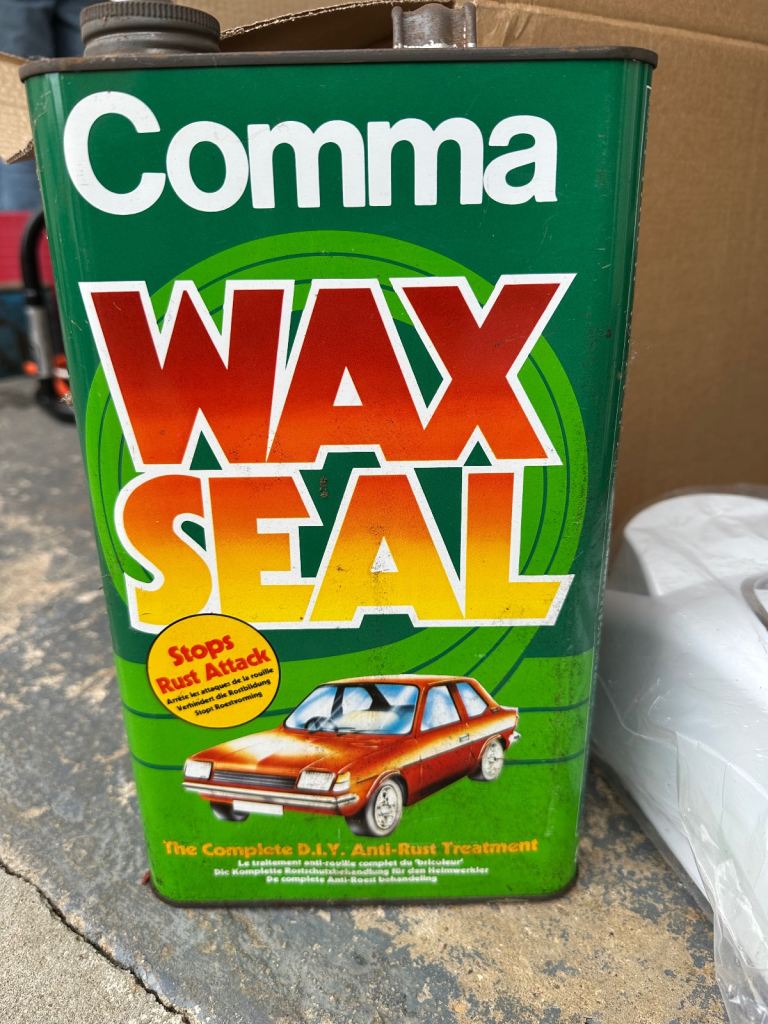 Comma
WAX
SEAL
Stops
Rust Attack
Arrête les attaques de la rouille
Verhindert die Rostbildung
Stopt Roestvorming
The Complete D.I.Y. Anti-Rust Treatment
Le traitement anti-rouille complet du 'bricoleur'
Die Komplette Rostschutzbehandlung für den Heimwerker
De complete Anti-Roest behandeling